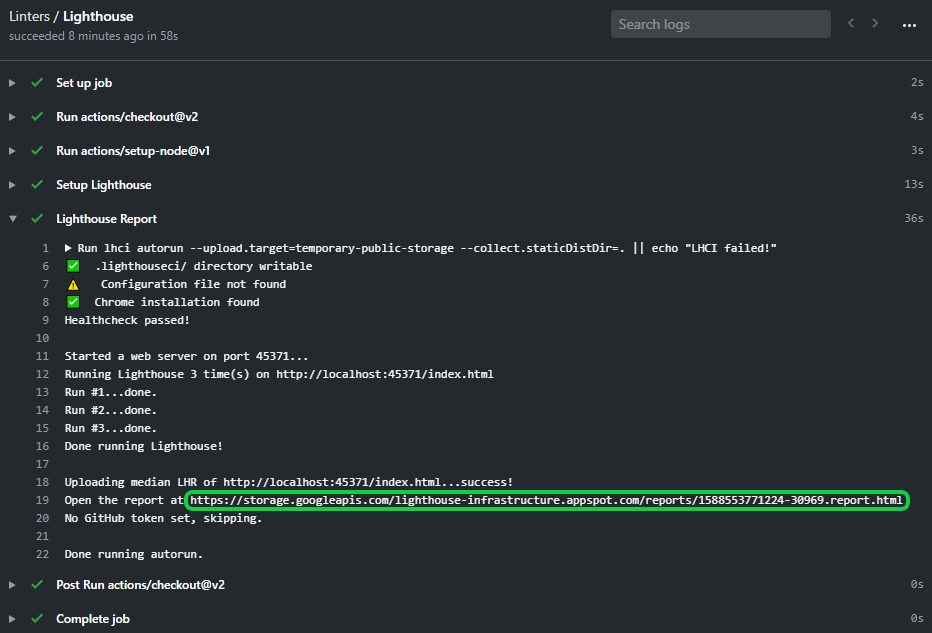 Linters / Lighthouse
succeeded 8 minutes ago in 58s
Search logs
Set up job 2s
Run actions/checkout@v2 4s
Run actions/setup-node@v1 3s
Setup Lighthouse 13s
Lighthouse Report 36s
1 Run lhci autorun --upload.target=temporary-public-storage --collect.staticDistDir=. || echo "LHCI failed!"
6 ✅ .lighthouseci/ directory writable
7 ⚠️ Configuration file not found
8 ✅ Chrome installation found
9 Healthcheck passed!
10
11 Started a web server on port 45371...
12 Running Lighthouse 3 time(s) on http://localhost:45371/index.html
13 Run #1...done.
14 Run #2...done.
15 Run #3...done.
16 Done running Lighthouse!
17
18 Uploading median LHR of http://localhost:45371/index.html...success!
19 Open the report at https://storage.googleapis.com/lighthouse-infrastructure.appspot.com/reports/1588553771224-30969.report.html
20 No GitHub token set, skipping.
21
22 Done running autorun.
Post Run actions/checkout@v2 0s
Complete job 0s